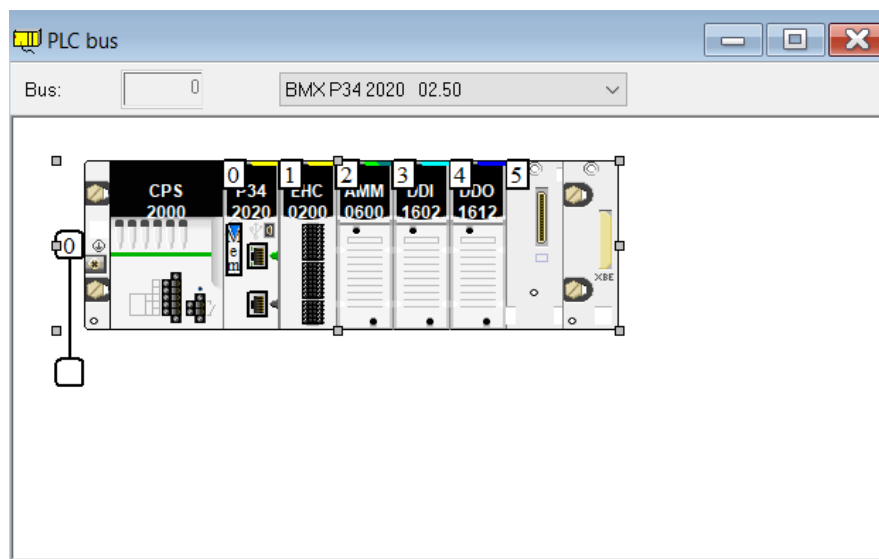 PLC bus
Bus: 0 BMX P34 2020 02.50
0 1 2 3 4 5
CPS P34 EHC AMM DDI DDO
2000 2020 0200 0600 1602 1612
0
Mem
XBE